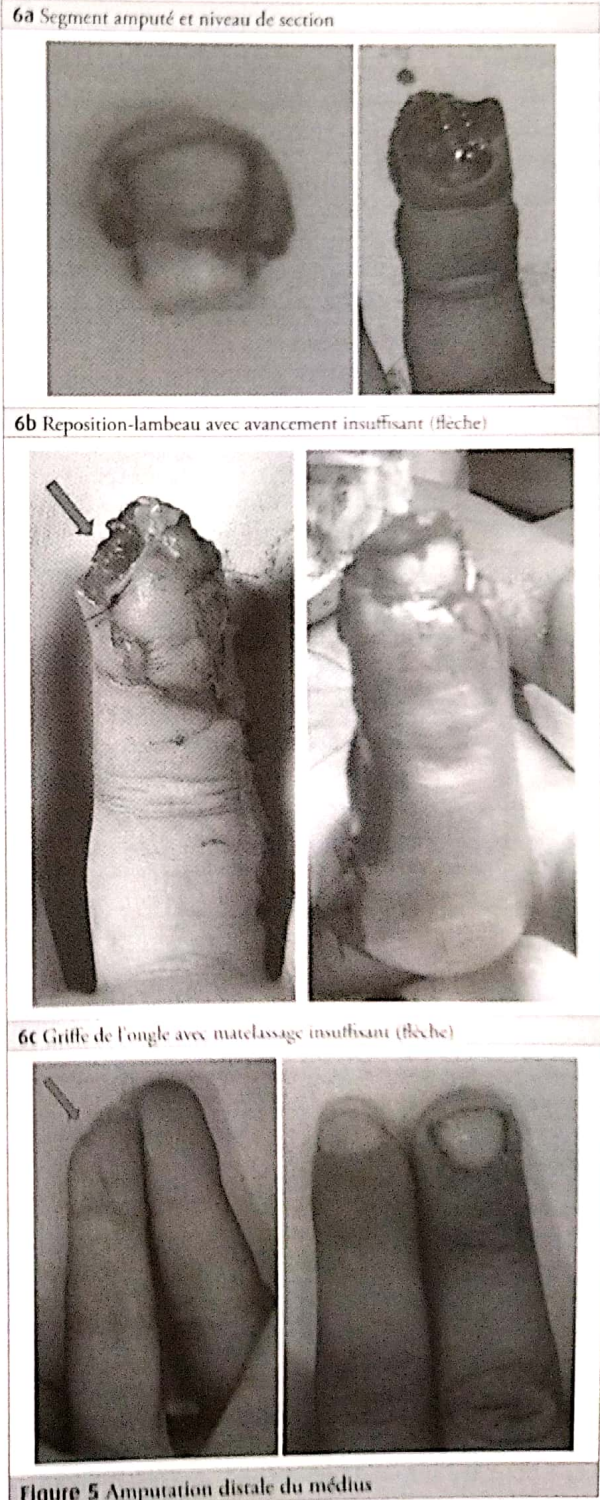 6a Segment amputé et niveau de section
6b Reposition-lambeau avec avancement insuffisant (flèche)
6c Griffe de l'ongle avec matelassage insuffisant (flèche)
Figure 5 Amputation distale du médius